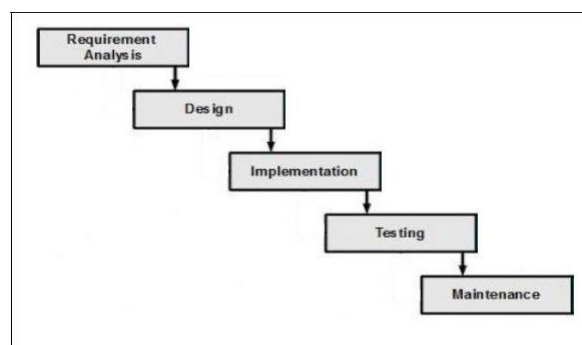 Requirement
Analysis
Design
Implementation
Testing
Maintenance